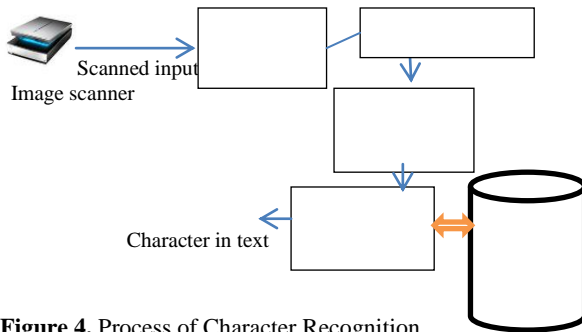 Scanned input
Image scanner
Character in text
Figure 4. Process of Character Recognition